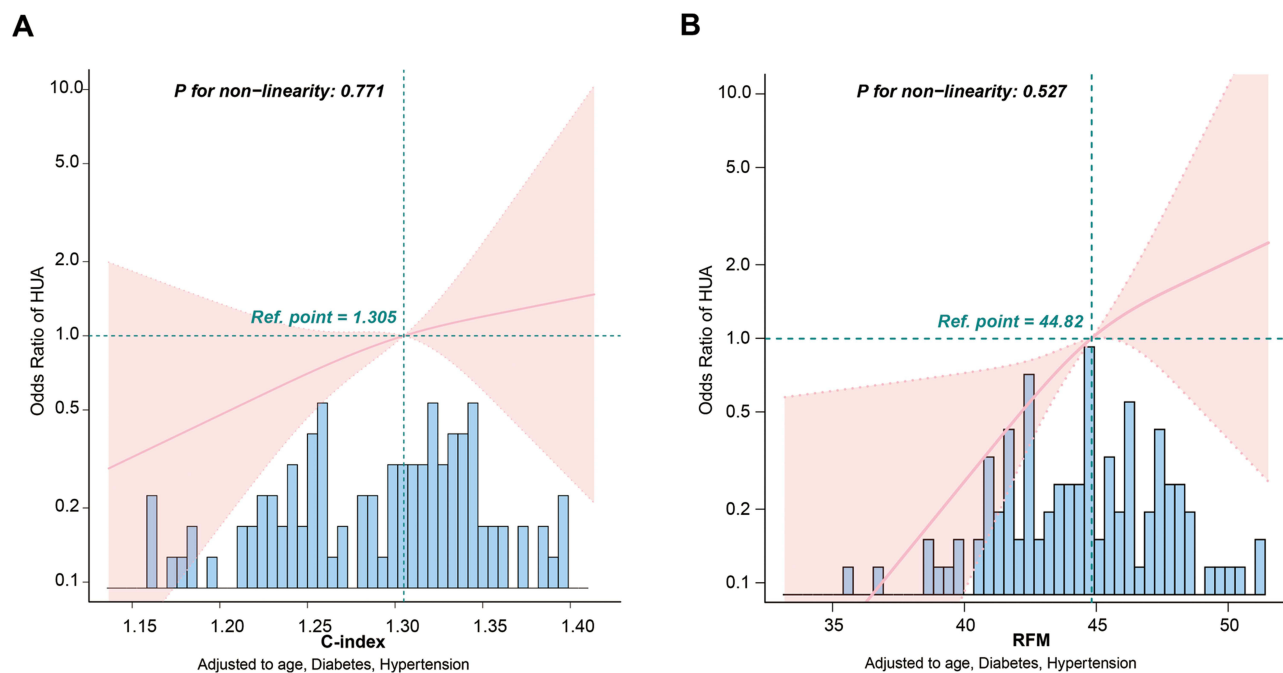 A
P for non−linearity: 0.771
Ref. point = 1.305
Odds Ratio of HUA
10.0
5.0
2.0
1.0
0.5
0.2
0.1
1.15
1.20
1.25
1.30
1.35
1.40
C-index
Adjusted to age, Diabetes, Hypertension
B
P for non−linearity: 0.527
Ref. point = 44.82
Odds Ratio of HUA
10.0
5.0
2.0
1.0
0.5
0.2
0.1
35
40
45
50
RFM
Adjusted to age, Diabetes, Hypertension